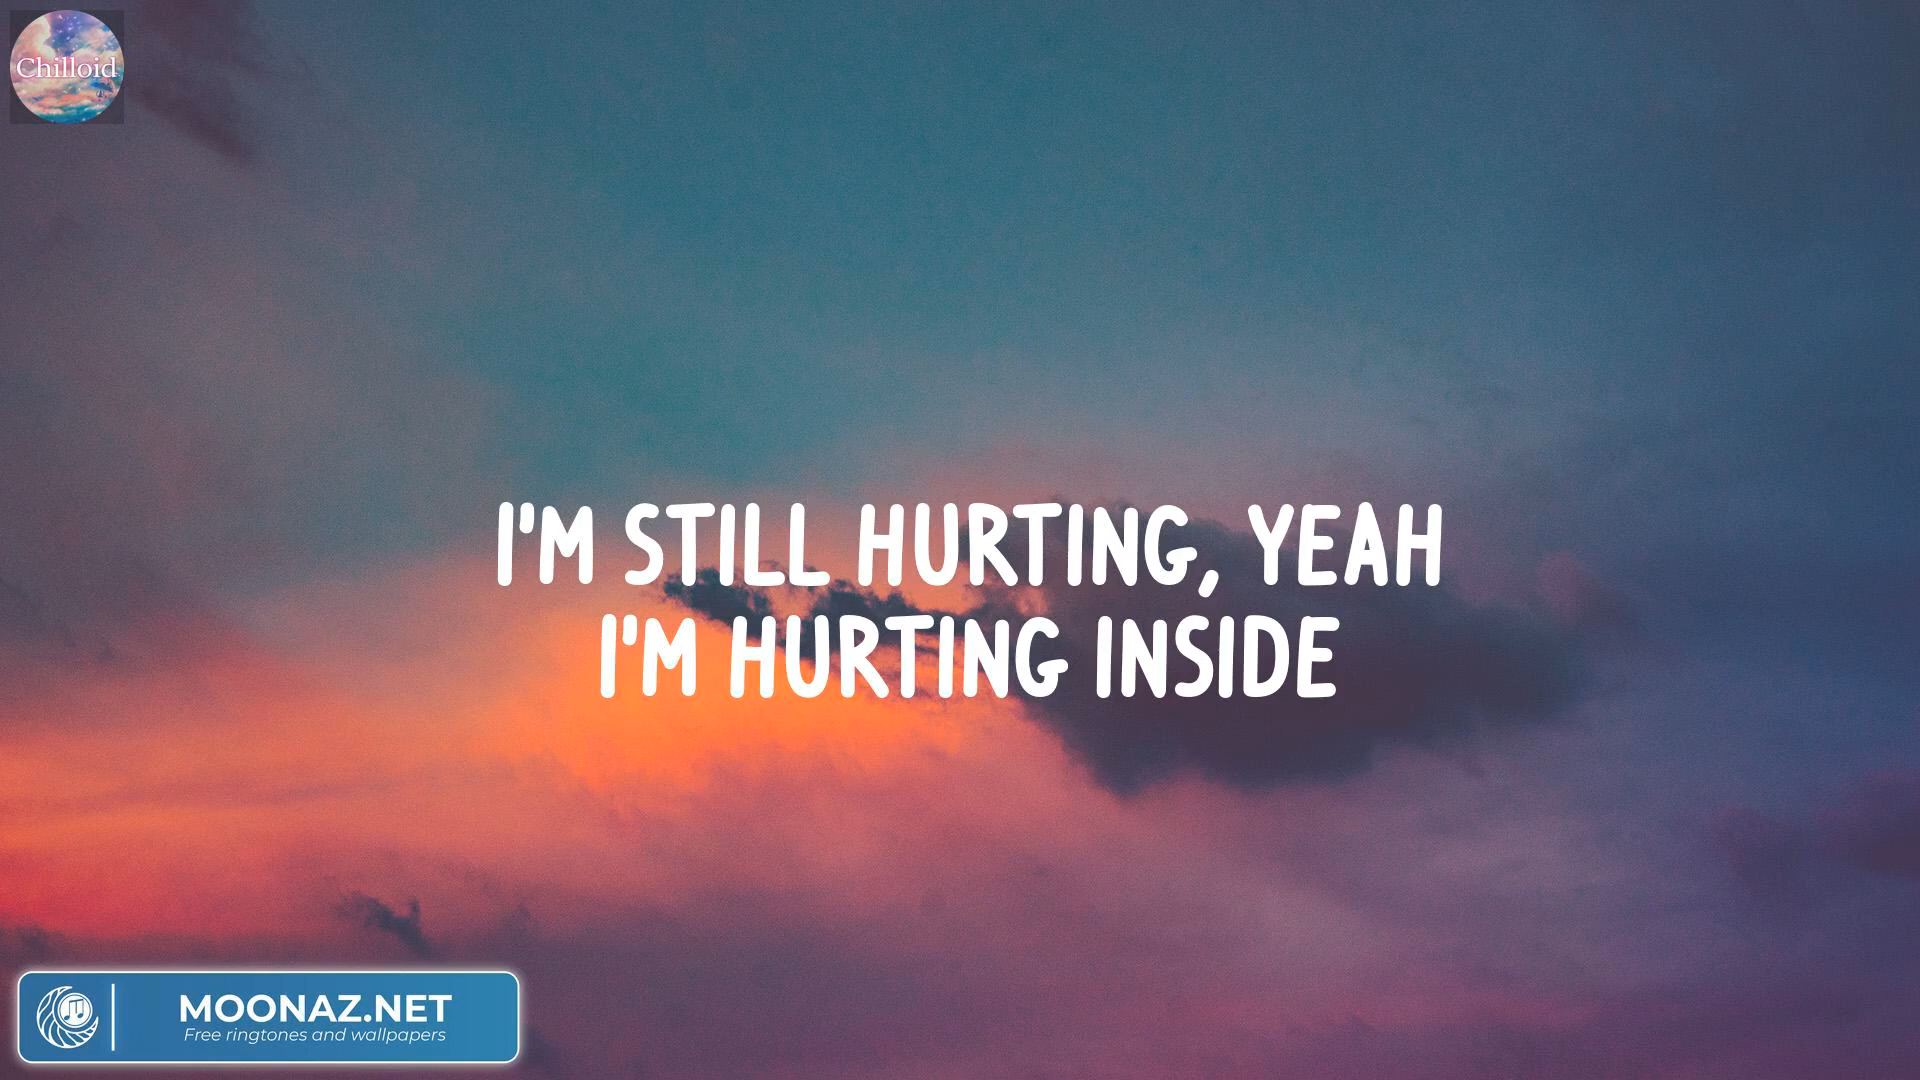 Chilloid
I'M STILL HURTING, YEAH
I'M HURTING INSIDE
MOONAZ.NET
Free ringtones and wallpapers